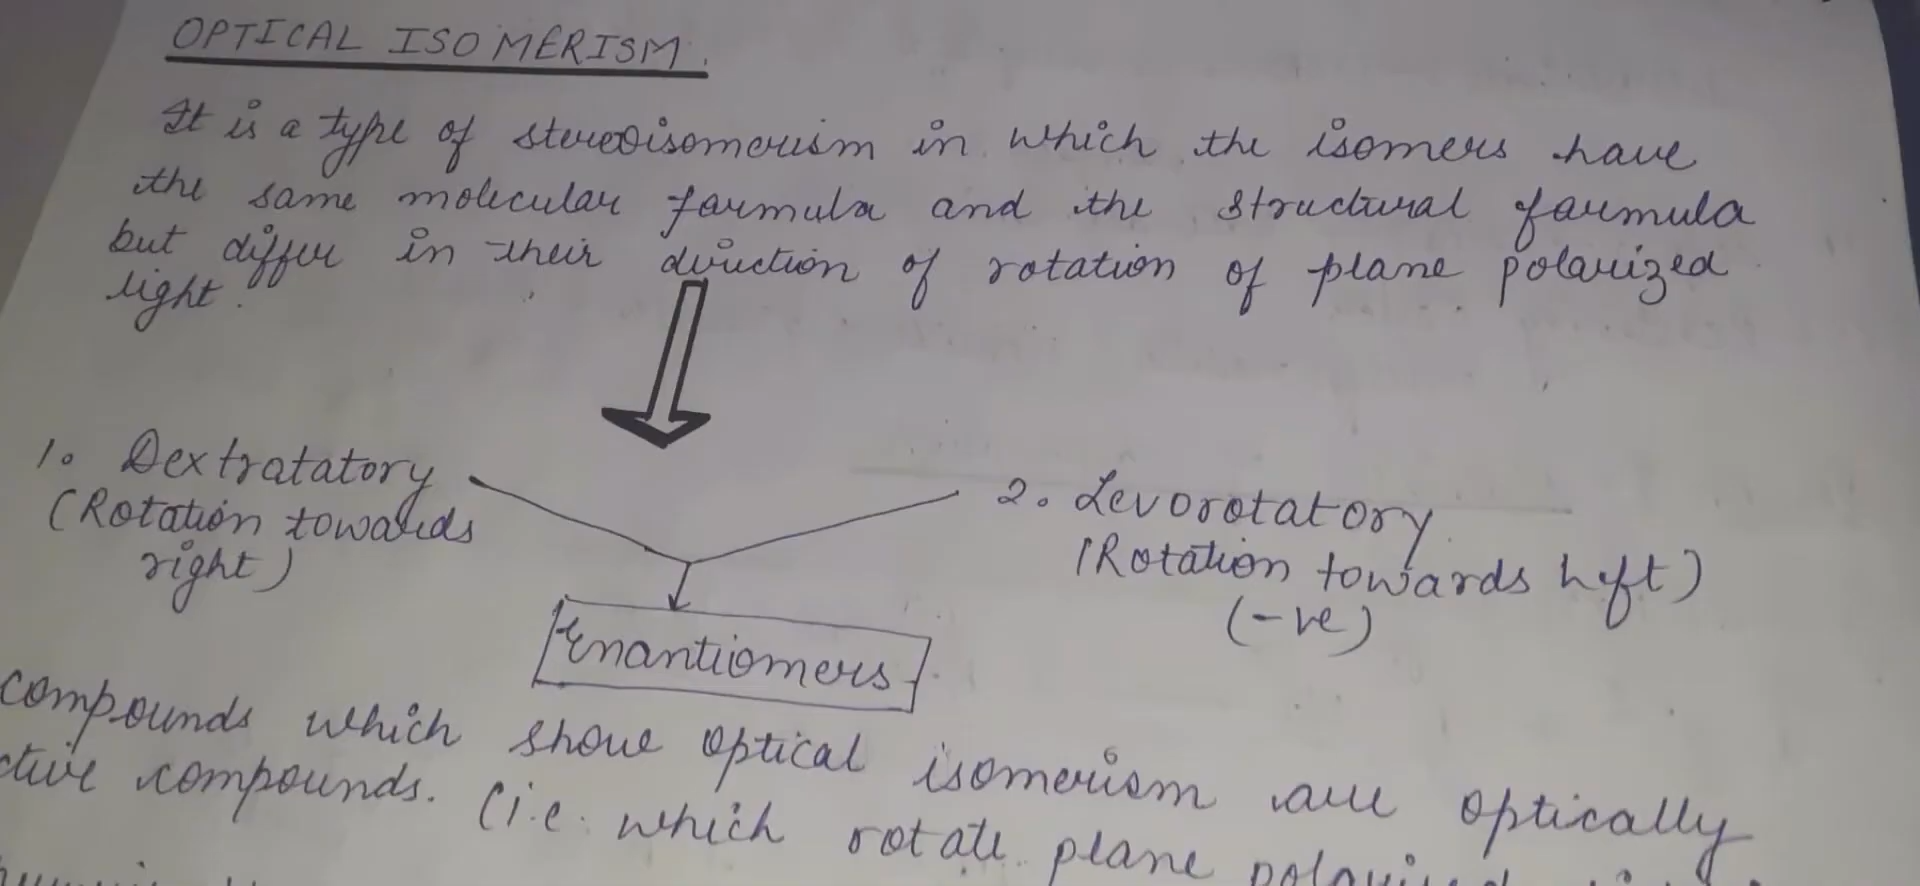 OPTICAL ISOMERISM.
It is a type of stereoisomerism in which the isomers have
the same molecular formula and the structural formula
but differ in their direction of rotation of plane polarized
light.
1. Dextratatory
(Rotation towards
right)
2. Levorotatory
(Rotation towards left)
(-ve)
Enantiomers
compounds which show optical isomerism are optically
ctive compounds. (i.e. which rotate plane